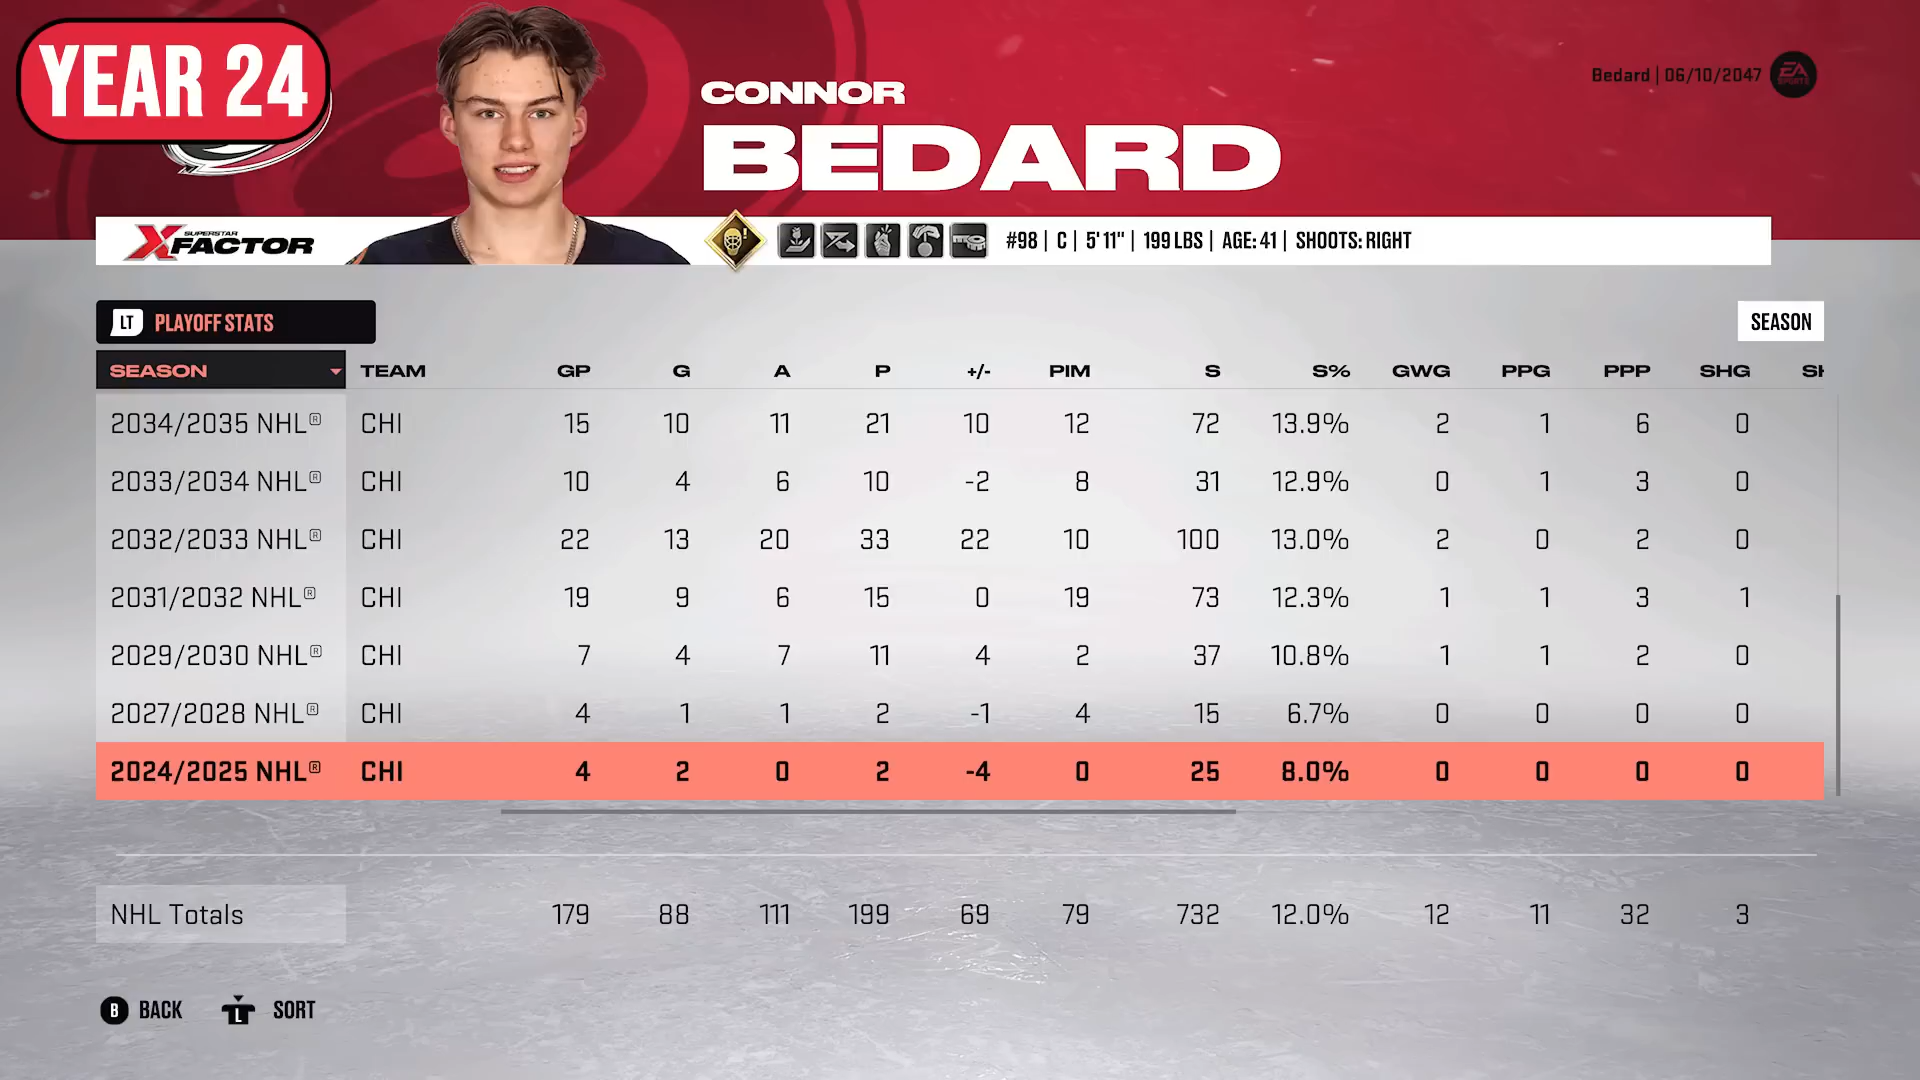 YEAR 24
CONNOR
BEDARD
Bedard | 06/10/2047
EA SPORTS
SUPERSTAR
XFACTOR
#98 | C | 5' 11" | 199 LBS | AGE: 41 | SHOOTS: RIGHT
LT PLAYOFF STATS
SEASON
SEASON TEAM GP G A P +/- PIM S S% GWG PPG PPP SHG
2034/2035 NHL® CHI 15 10 11 21 10 12 72 13.9% 2 1 6 0
2033/2034 NHL® CHI 10 4 6 10 -2 8 31 12.9% 0 1 3 0
2032/2033 NHL® CHI 22 13 20 33 22 10 100 13.0% 2 0 2 0
2031/2032 NHL® CHI 19 9 6 15 0 19 73 12.3% 1 1 3 1
2029/2030 NHL® CHI 7 4 7 11 4 2 37 10.8% 1 1 2 0
2027/2028 NHL® CHI 4 1 1 2 -1 4 15 6.7% 0 0 0 0
2024/2025 NHL® CHI 4 2 0 2 -4 0 25 8.0% 0 0 0 0
NHL Totals 179 88 111 199 69 79 732 12.0% 12 11 32 3
B BACK L SORT